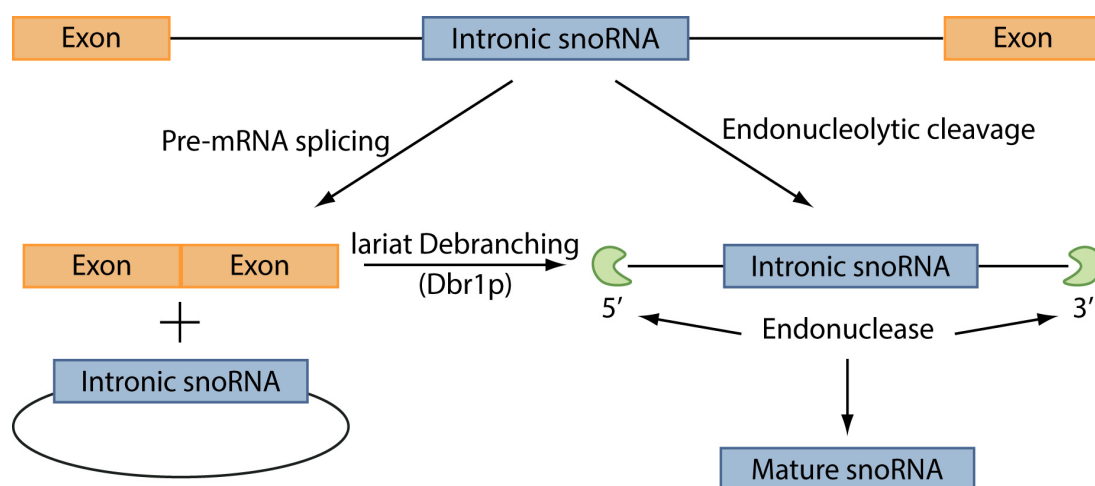 Exon
Intronic snoRNA
Exon
Pre-mRNA splicing
Endonucleolytic cleavage
Exon
Exon
lariat Debranching
(Dbr1p)
Intronic snoRNA
5’
3’
Endonuclease
+
Intronic snoRNA
Mature snoRNA